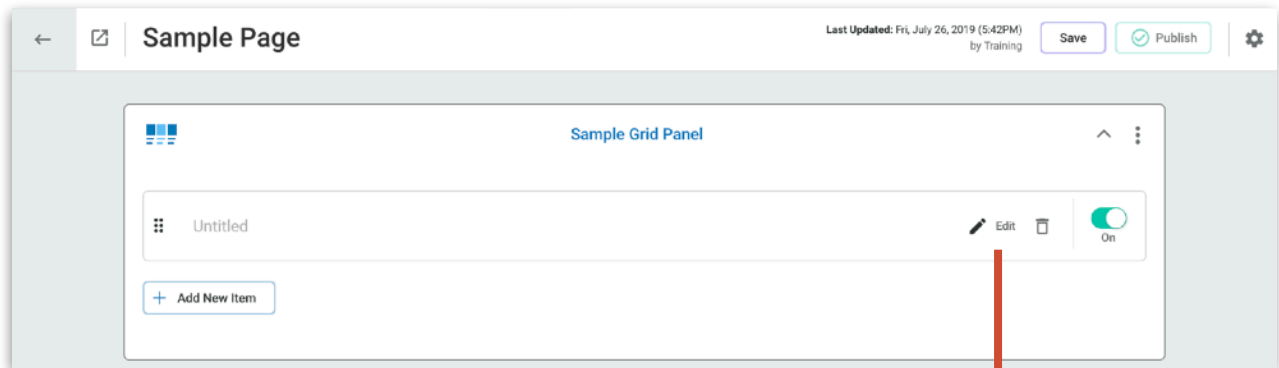 Sample Page
Last Updated: Fri, July 26, 2019 (5:42PM)
by Training
Save
Publish
Sample Grid Panel
Untitled
Edit
On
+ Add New Item